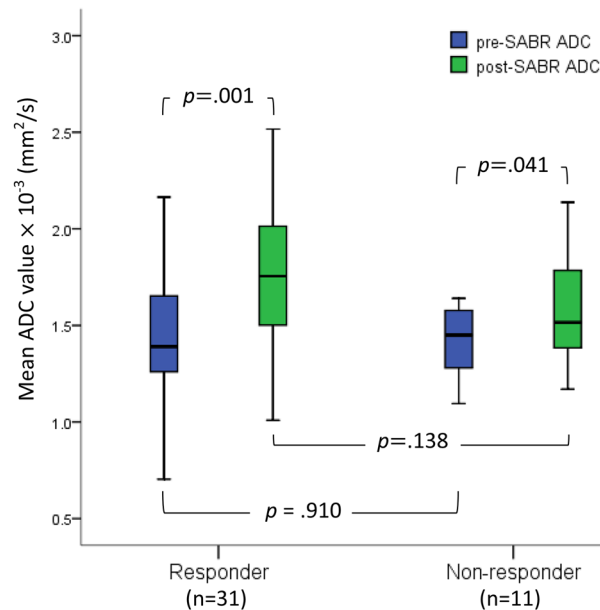 3.0
2.5
2.0
1.5
1.0
0.5
Mean ADC value × 10⁻³ (mm²/s)
pre-SABR ADC
post-SABR ADC
p=.001
p=.041
p=.138
p = .910
Responder
(n=31)
Non-responder
(n=11)